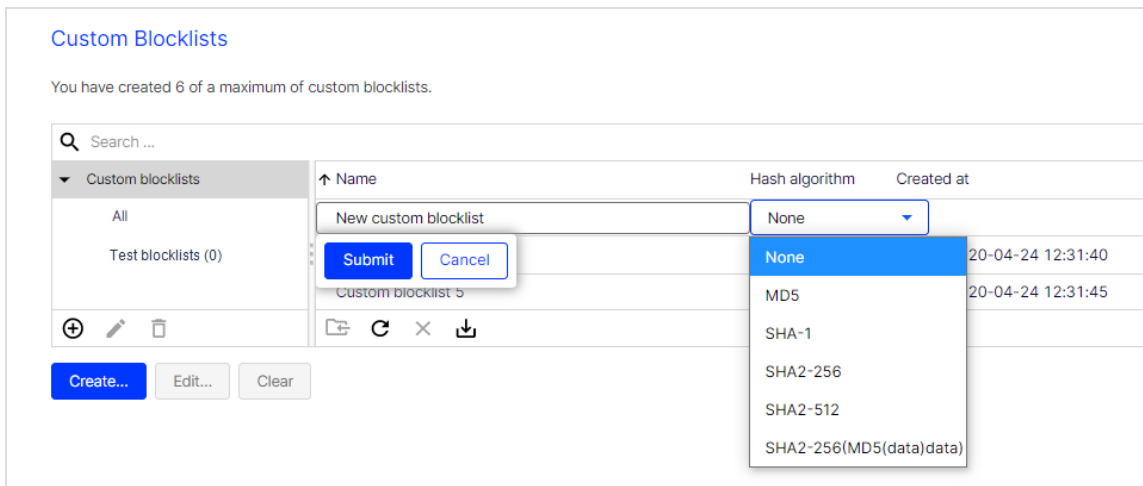 Custom Blocklists
You have created 6 of a maximum of custom blocklists.
Search ...
Custom blocklists
Name
Hash algorithm
Created at
All
New custom blocklist
None
Test blocklists (0)
Submit
Cancel
None
20-04-24 12:31:40
Custom blocklist 5
MD5
20-04-24 12:31:45
SHA-1
Create...
Edit...
Clear
SHA2-256
SHA2-512
SHA2-256(MD5(data)data)